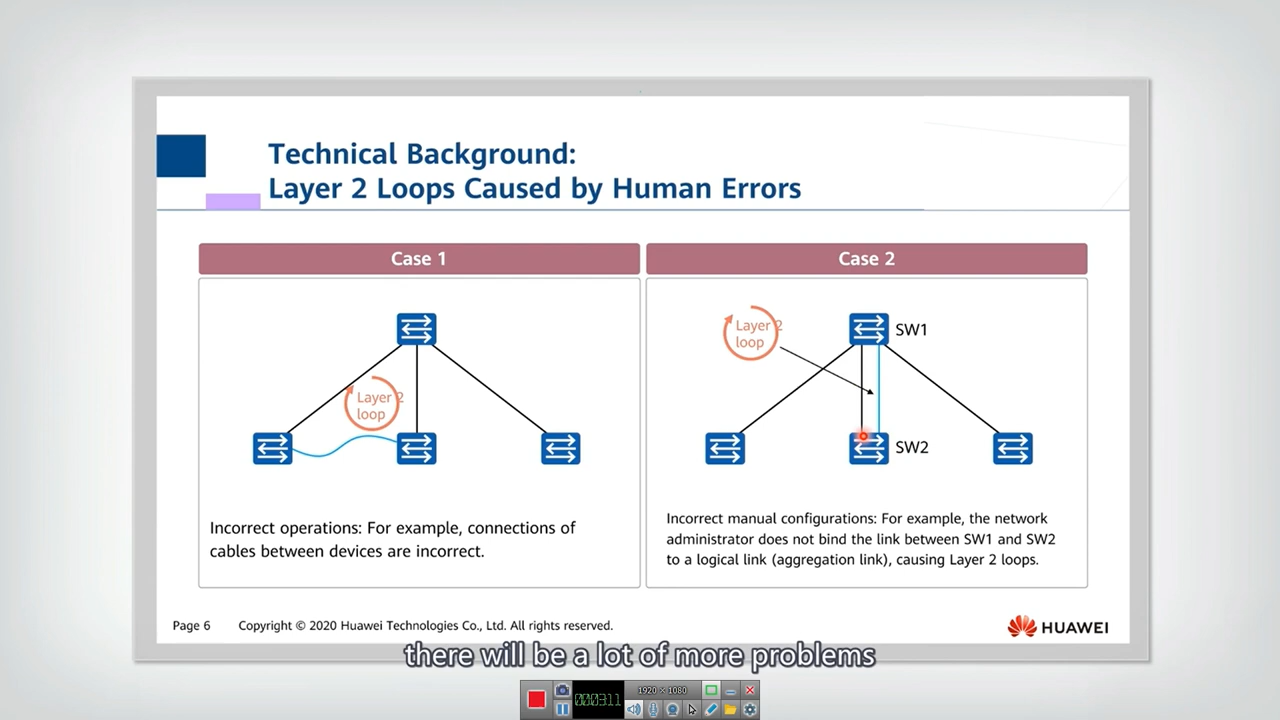 Technical Background:
Layer 2 Loops Caused by Human Errors
Case 1
Layer 2
loop
Incorrect operations: For example, connections of
cables between devices are incorrect.
Case 2
Layer 2
loop
SW1
SW2
Incorrect manual configurations: For example, the network
administrator does not bind the link between SW1 and SW2
to a logical link (aggregation link), causing Layer 2 loops.
Page 6
Copyright © 2020 Huawei Technologies Co., Ltd. All rights reserved.
HUAWEI
there will be a lot of more problems
1920 × 1080